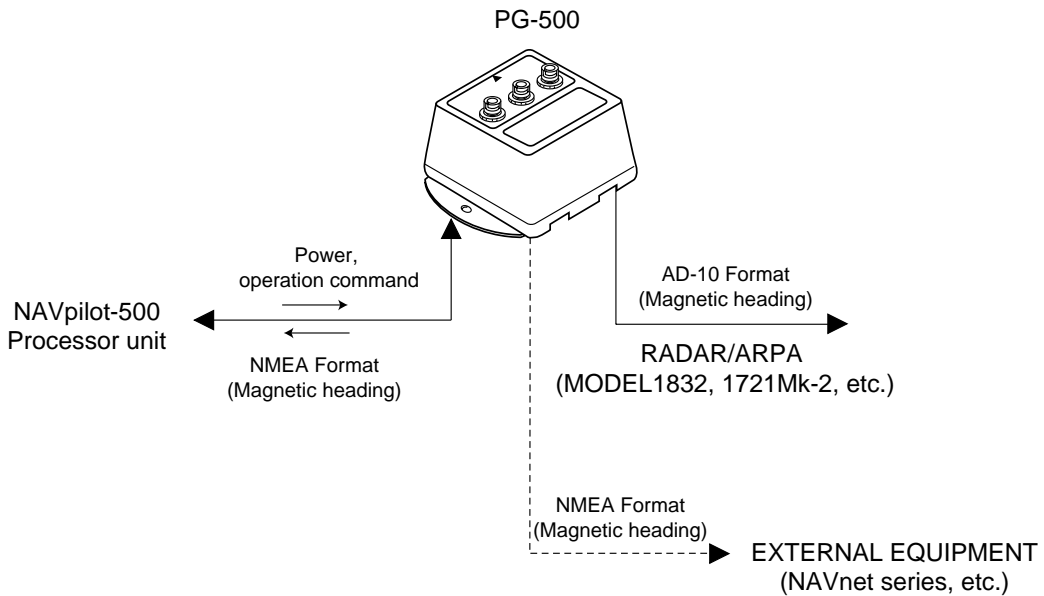 PG-500
Power,
operation command
NAVpilot-500
Processor unit
NMEA Format
(Magnetic heading)
AD-10 Format
(Magnetic heading)
RADAR/ARPA
(MODEL1832, 1721Mk-2, etc.)
NMEA Format
(Magnetic heading)
EXTERNAL EQUIPMENT
(NAVnet series, etc.)